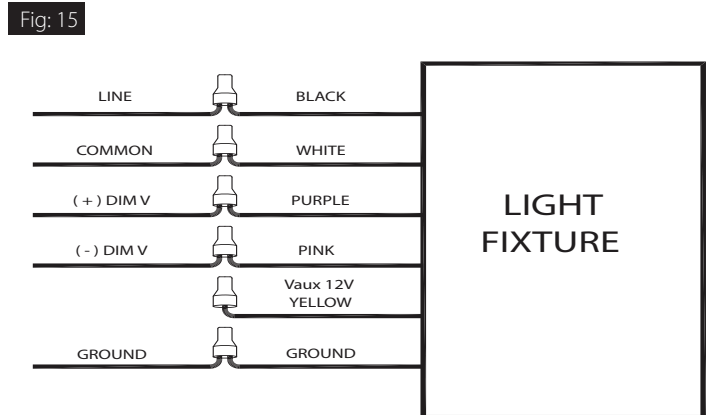 Fig: 15
LINE BLACK
COMMON WHITE
( + ) DIM V PURPLE
( - ) DIM V PINK
Vaux 12V
YELLOW
GROUND GROUND
LIGHT
FIXTURE